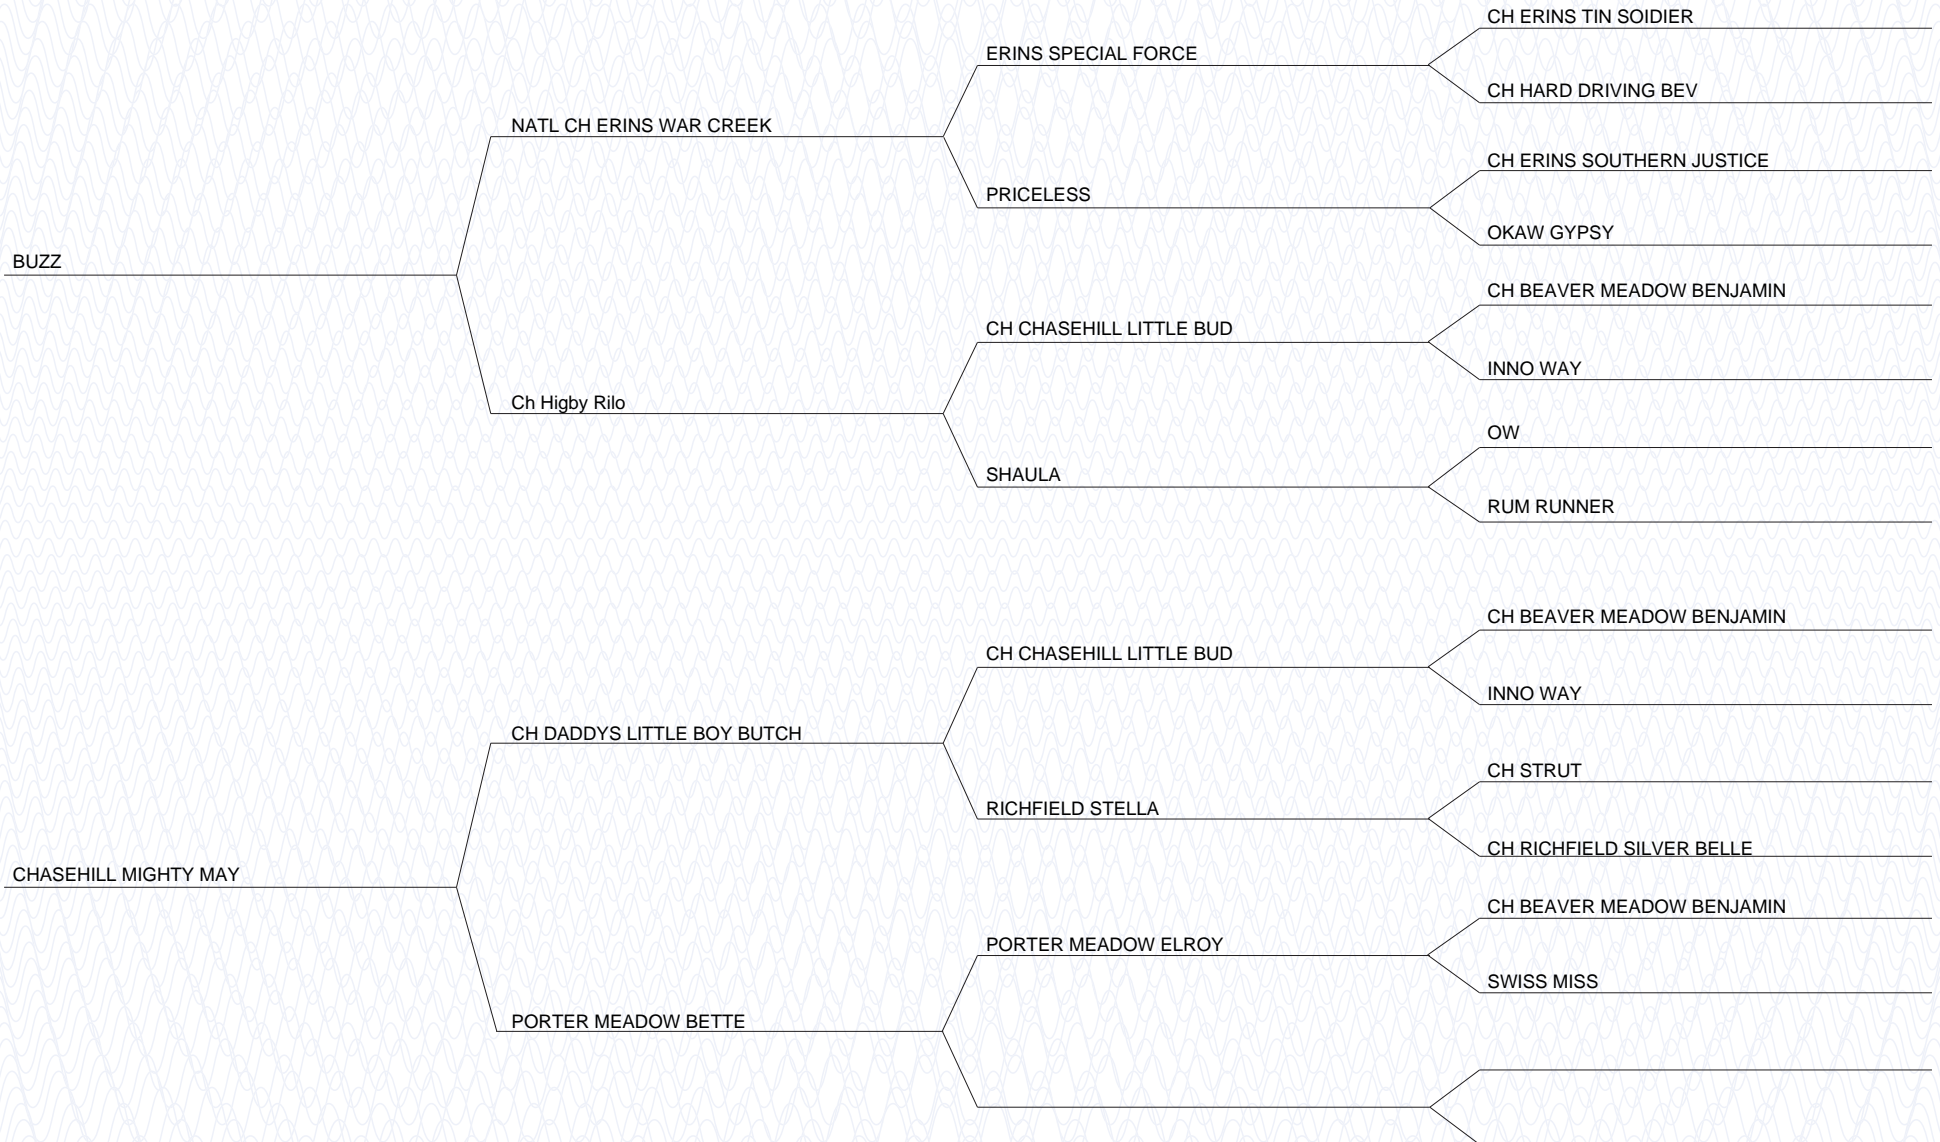 CH ERINS TIN SOIDIER
ERINS SPECIAL FORCE
CH HARD DRIVING BEV
NATL CH ERINS WAR CREEK
CH ERINS SOUTHERN JUSTICE
PRICELESS
OKAW GYPSY
BUZZ
CH BEAVER MEADOW BENJAMIN
CH CHASEHILL LITTLE BUD
INNO WAY
Ch Higby Rilo
OW
SHAULA
RUM RUNNER
CH BEAVER MEADOW BENJAMIN
CH CHASEHILL LITTLE BUD
INNO WAY
CH DADDYS LITTLE BOY BUTCH
CH STRUT
RICHFIELD STELLA
CH RICHFIELD SILVER BELLE
CHASEHILL MIGHTY MAY
CH BEAVER MEADOW BENJAMIN
PORTER MEADOW ELROY
SWISS MISS
PORTER MEADOW BETTE